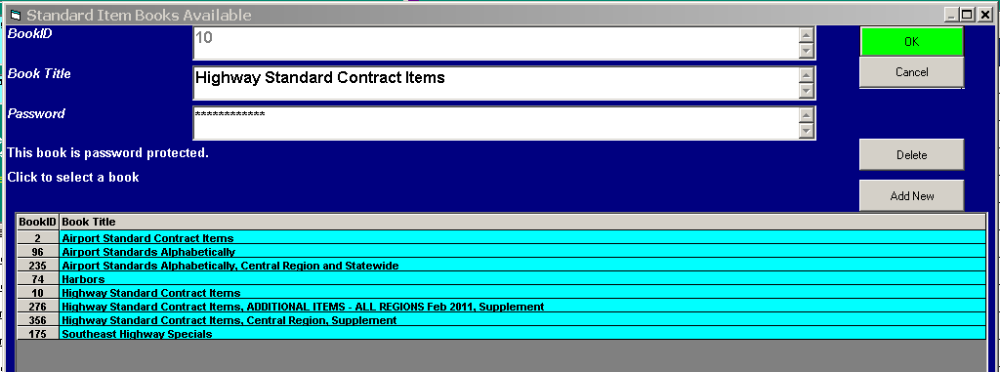 Standard Item Books Available
BookID
10
OK
Book Title
Highway Standard Contract Items
Cancel
Password
************
This book is password protected.
Delete
Click to select a book
Add New
BookID Book Title
2 Airport Standard Contract Items
96 Airport Standards Alphabetically
235 Airport Standards Alphabetically, Central Region and Statewide
74 Harbors
10 Highway Standard Contract Items
276 Highway Standard Contract Items, ADDITIONAL ITEMS - ALL REGIONS Feb 2011, Supplement
356 Highway Standard Contract Items, Central Region, Supplement
175 Southeast Highway Specials